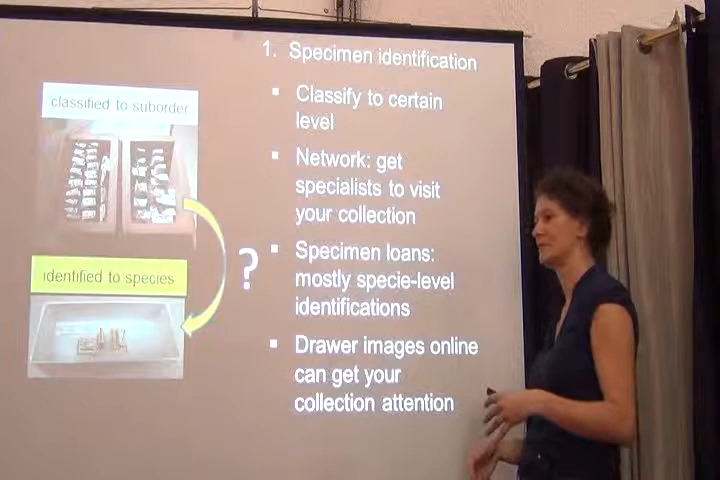 1. Specimen identification
classified to suborder
Classify to certain
level
Network: get
specialists to visit
your collection
?
identified to species
Specimen loans:
mostly specie-level
identifications
Drawer images online
can get your
collection attention